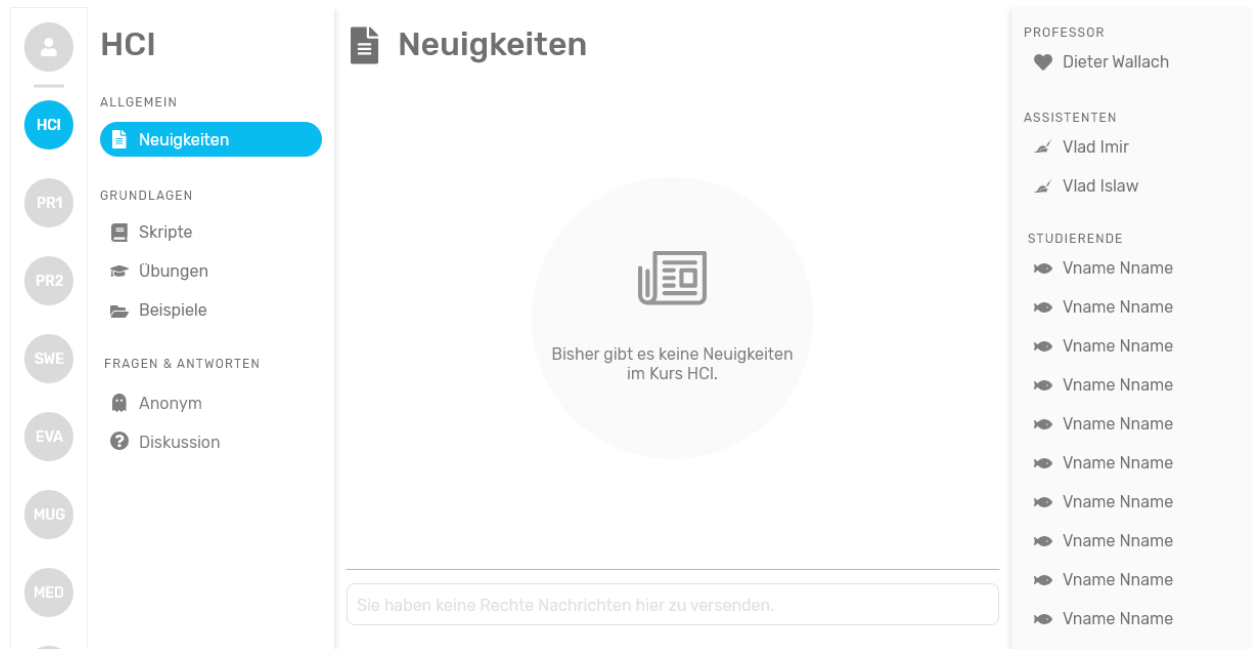 HCI
PR1
PR2
SWE
EVA
MUG
MED
HCI
ALLGEMEIN
Neuigkeiten
GRUNDLAGEN
Skripte
Übungen
Beispiele
FRAGEN & ANTWORTEN
Anonym
Diskussion
Neuigkeiten
Bisher gibt es keine Neuigkeiten
im Kurs HCI.
Sie haben keine Rechte Nachrichten hier zu versenden.
PROFESSOR
Dieter Wallach
ASSISTENTEN
Vlad Imir
Vlad Islaw
STUDIERENDE
Vname Nname
Vname Nname
Vname Nname
Vname Nname
Vname Nname
Vname Nname
Vname Nname
Vname Nname
Vname Nname
Vname Nname